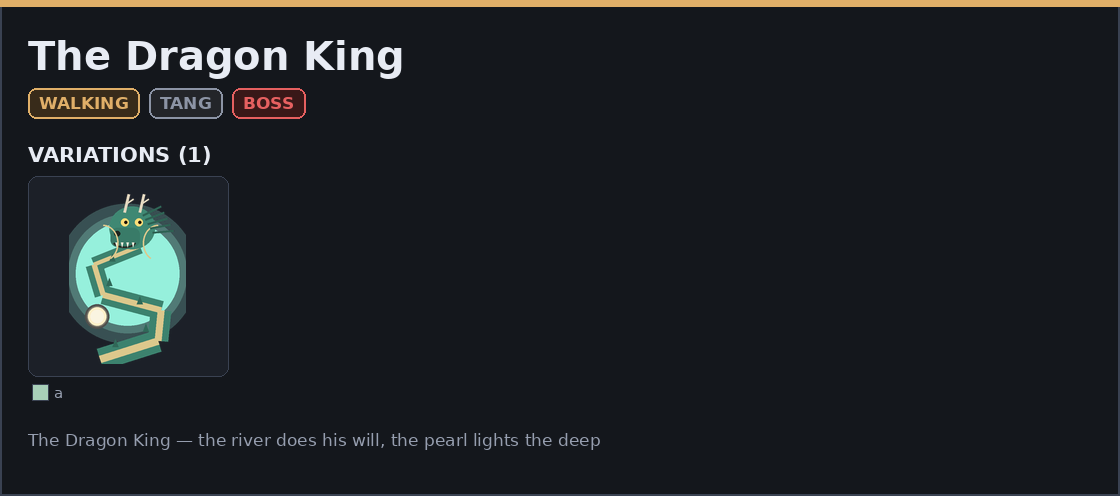 The Dragon King
WALKING TANG BOSS
VARIATIONS (1)
a
The Dragon King — the river does his will, the pearl lights the deep